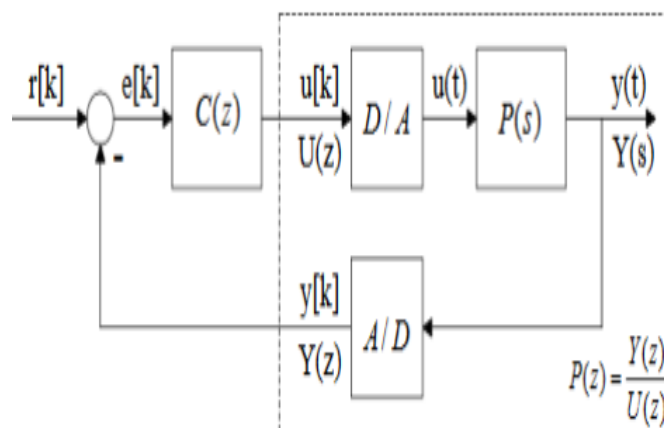 r[k]
e[k]
C(z)
u[k]
U(z)
D/A
u(t)
P(s)
y(t)
Y(s)
-
y[k]
Y(z)
A/D
P(z) = Y(z)/U(z)